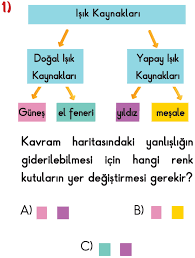 1)
Işık Kaynakları
Doğal Işık Yapay Işık
Kaynakları Kaynakları
Güneş el feneri yıldız meşale
Kavram haritasındaki yanlışlığın
giderilebilmesi için hangi renk
kutuların yer değiştirmesi gerekir?
A) B)
C)